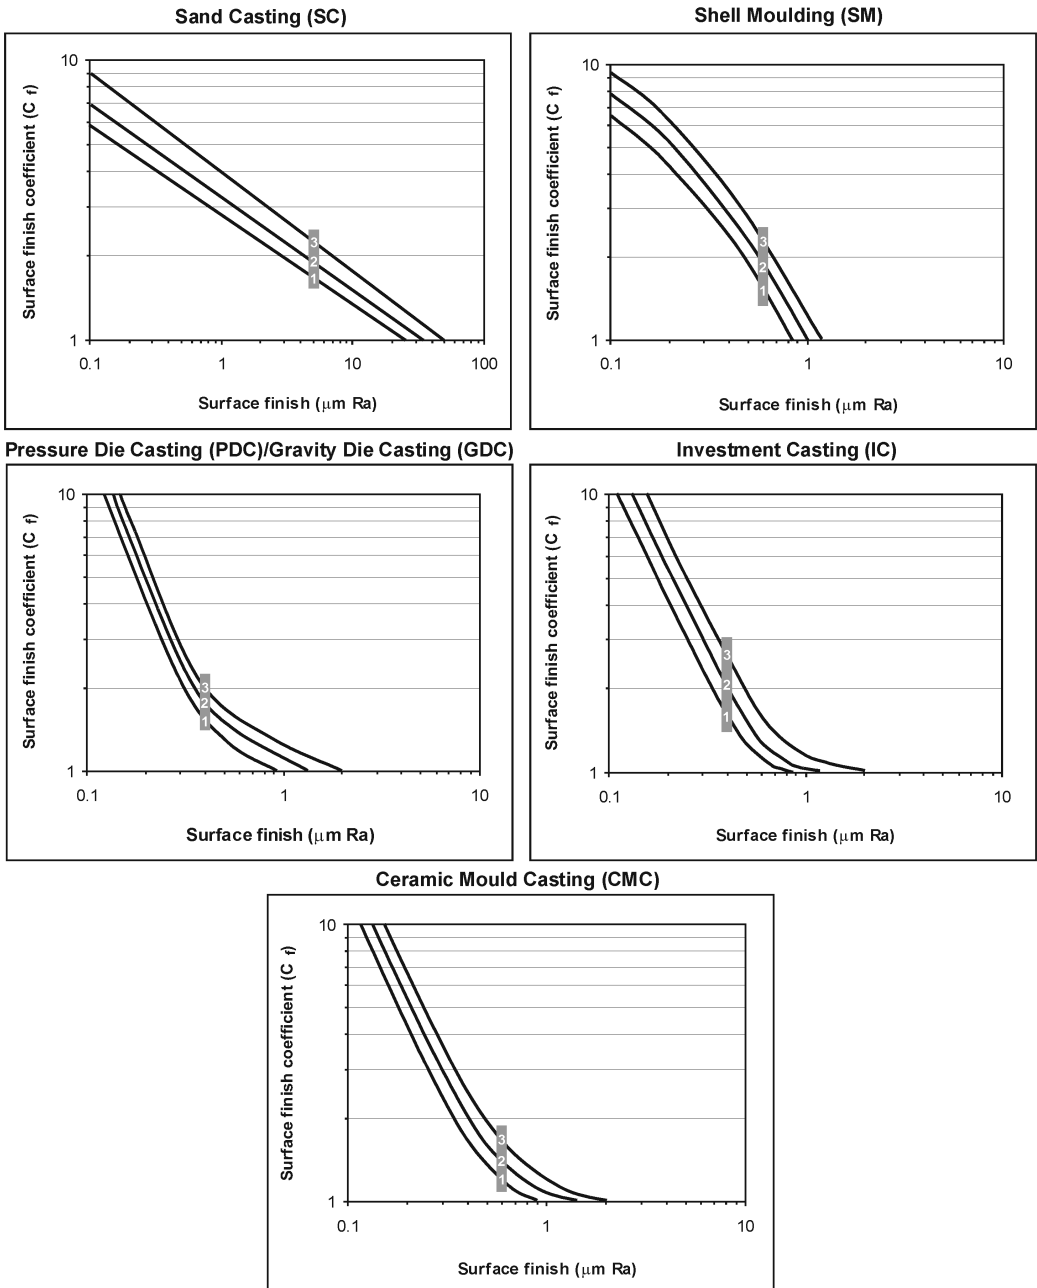 Sand Casting (SC)
10
1
0.1 1 10 100
Surface finish coefficient (C f)
Surface finish (μm Ra)
3
2
1
Shell Moulding (SM)
10
1
0.1 1 10
Surface finish coefficient (C f)
Surface finish (μm Ra)
3
2
1
Pressure Die Casting (PDC)/Gravity Die Casting (GDC)
10
1
0.1 1 10
Surface finish coefficient (C f)
Surface finish (μm Ra)
3
2
1
Investment Casting (IC)
10
1
0.1 1 10
Surface finish coefficient (C f)
Surface finish (μm Ra)
3
2
1
Ceramic Mould Casting (CMC)
10
1
0.1 1 10
Surface finish coefficient (C f)
Surface finish (μm Ra)
3
2
1